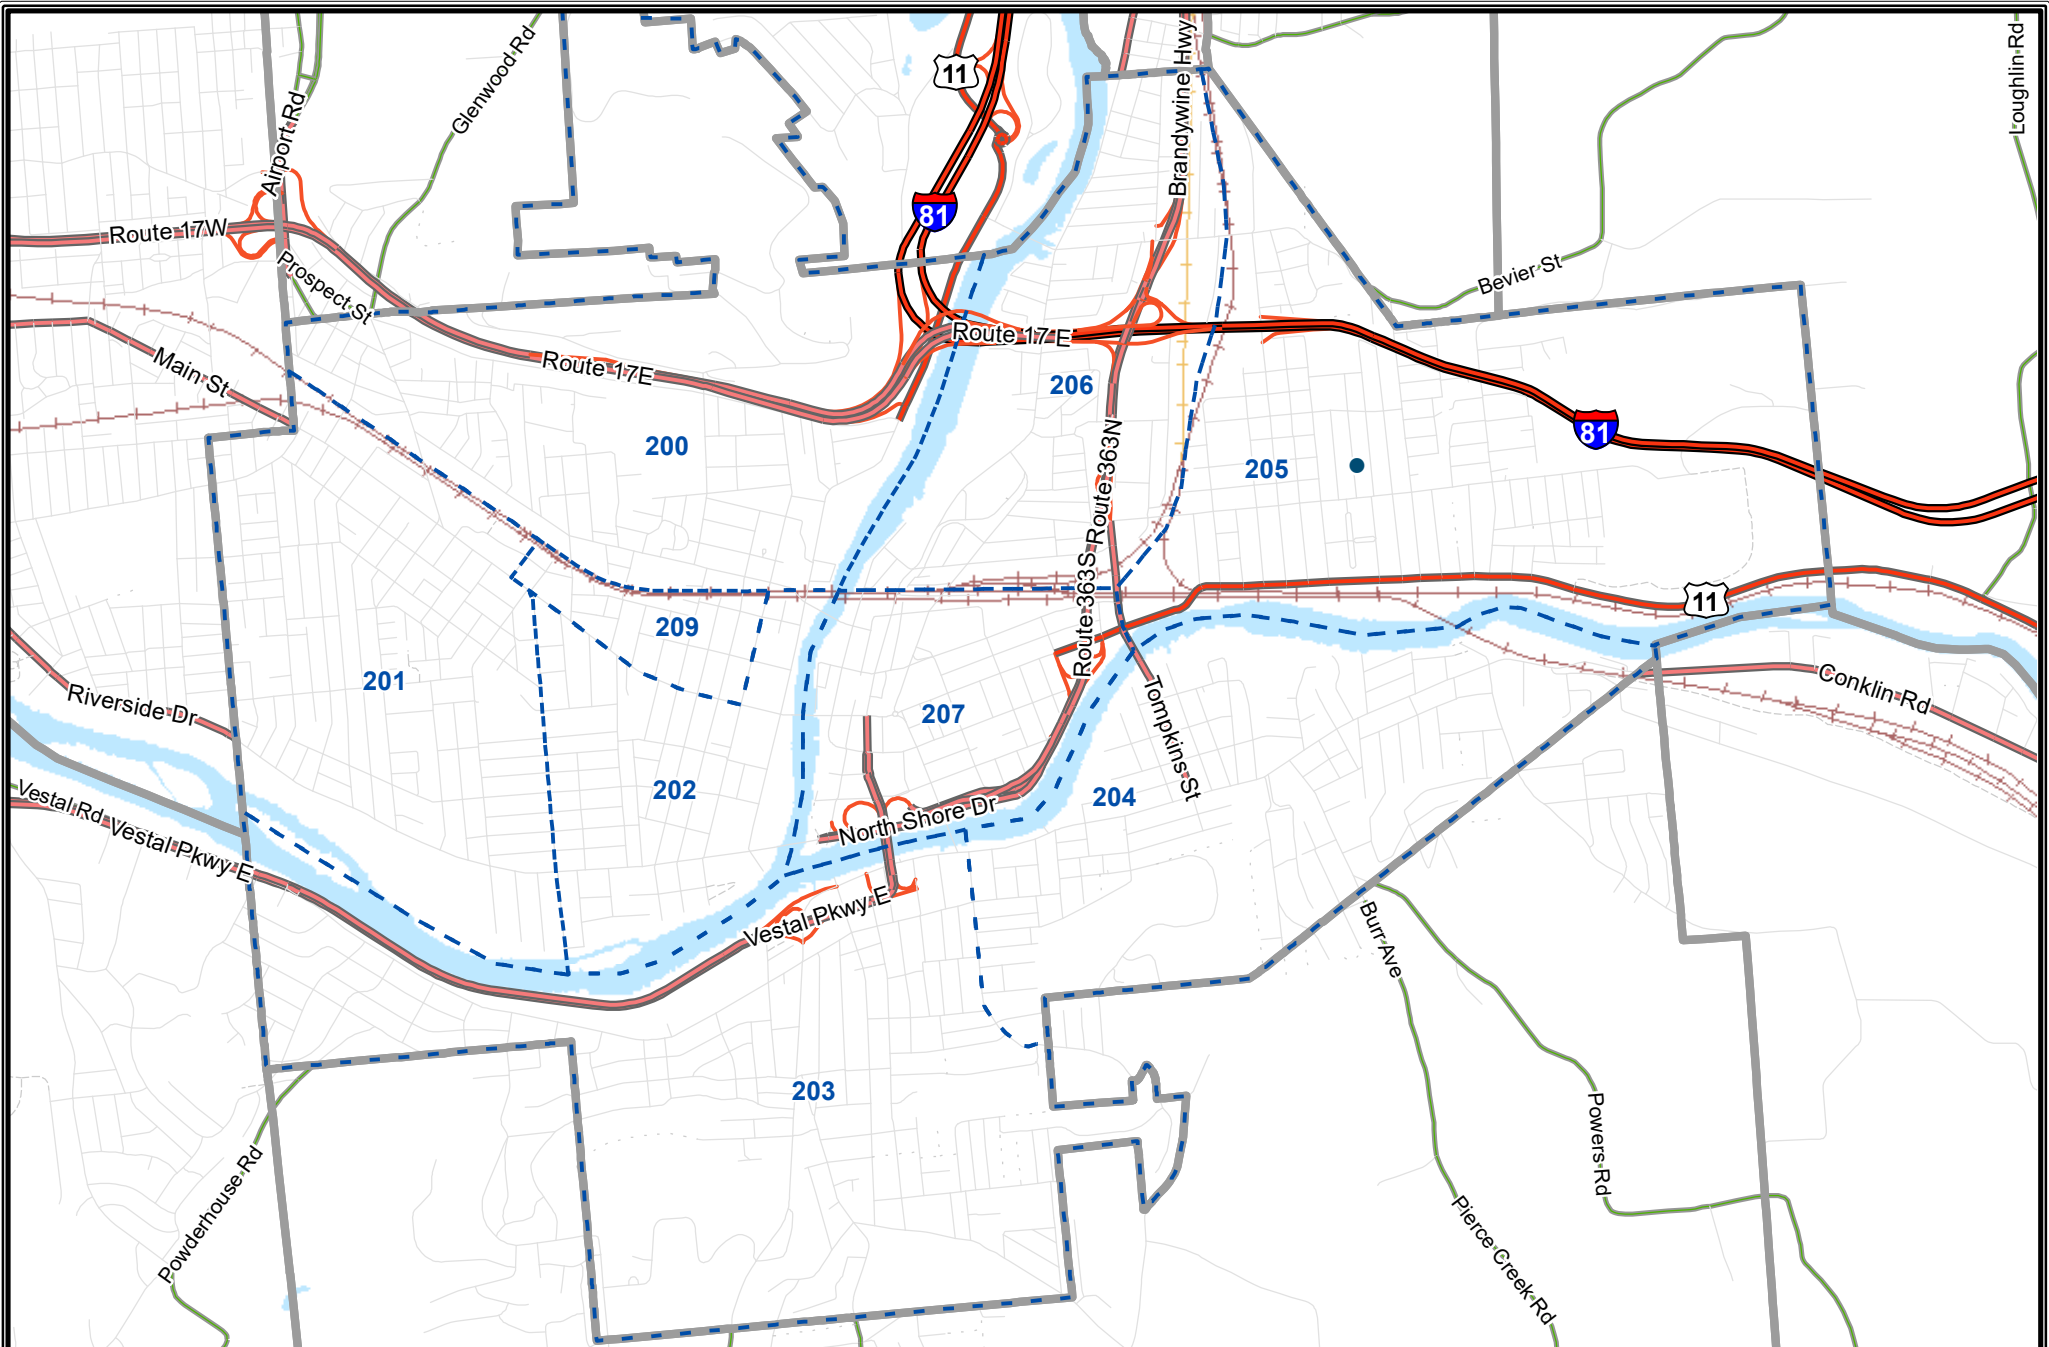 Glenwood Rd
11
Brandywine Hwy
Loughlin Rd
Airport Rd
81
Route 17W
Prospect St
Bevier St
Route 17 E
Main St
Route 17E
206
81
200
205
Route 363N
Route 363S
11
209
201
Riverside Dr
207
Tompkins St
Conklin Rd
202
204
Vestal Rd
North Shore Dr
Vestal Pkwy E
Vestal Pkwy E
Burr Ave
203
Powers Rd
Powderhouse Rd
Pierce Creek Rd